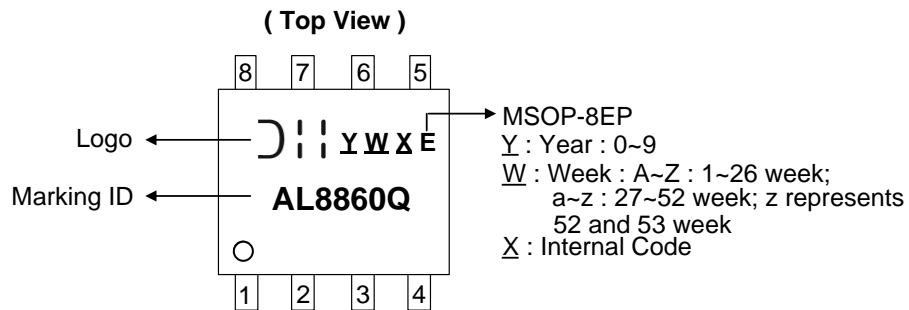 ( Top View )
8 7 6 5
Logo
Y W X E
MSOP-8EP
Y : Year : 0~9
W : Week : A~Z : 1~26 week;
a~z : 27~52 week; z represents
52 and 53 week
X : Internal Code
Marking ID
AL8860Q
1 2 3 4